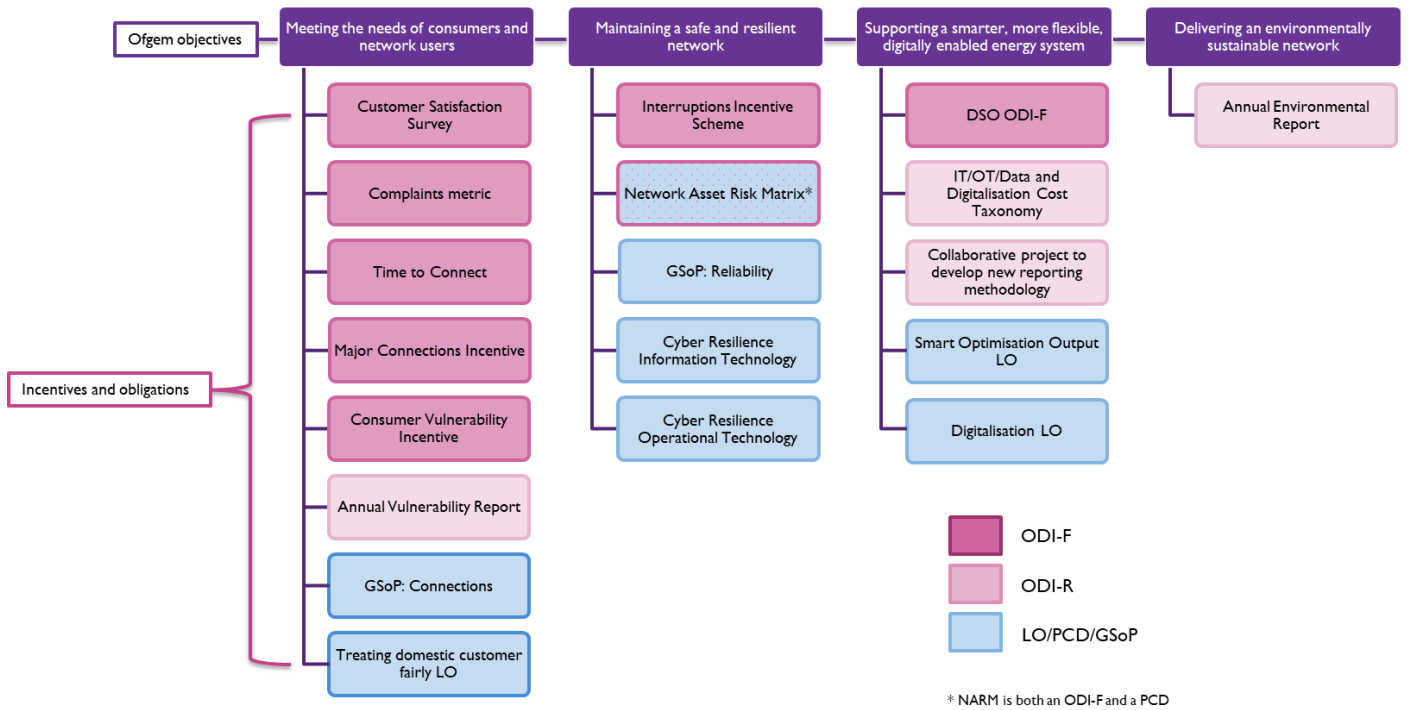 Ofgem objectives
Meeting the needs of consumers and
network users
Maintaining a safe and resilient
network
Supporting a smarter, more flexible,
digitally enabled energy system
Delivering an environmentally
sustainable network
Incentives and obligations
Customer Satisfaction
Survey
Complaints metric
Time to Connect
Major Connections Incentive
Consumer Vulnerability
Incentive
Annual Vulnerability Report
GSoP: Connections
Treating domestic customer
fairly LO
Interruptions Incentive
Scheme
Network Asset Risk Matrix*
GSoP: Reliability
Cyber Resilience
Information Technology
Cyber Resilience
Operational Technology
DSO ODI-F
IT/OT/Data and
Digitalisation Cost
Taxonomy
Collaborative project to
develop new reporting
methodology
Smart Optimisation Output
LO
Digitalisation LO
Annual Environmental
Report
ODI-F
ODI-R
LO/PCD/GSoP
* NARM is both an ODI-F and a PCD